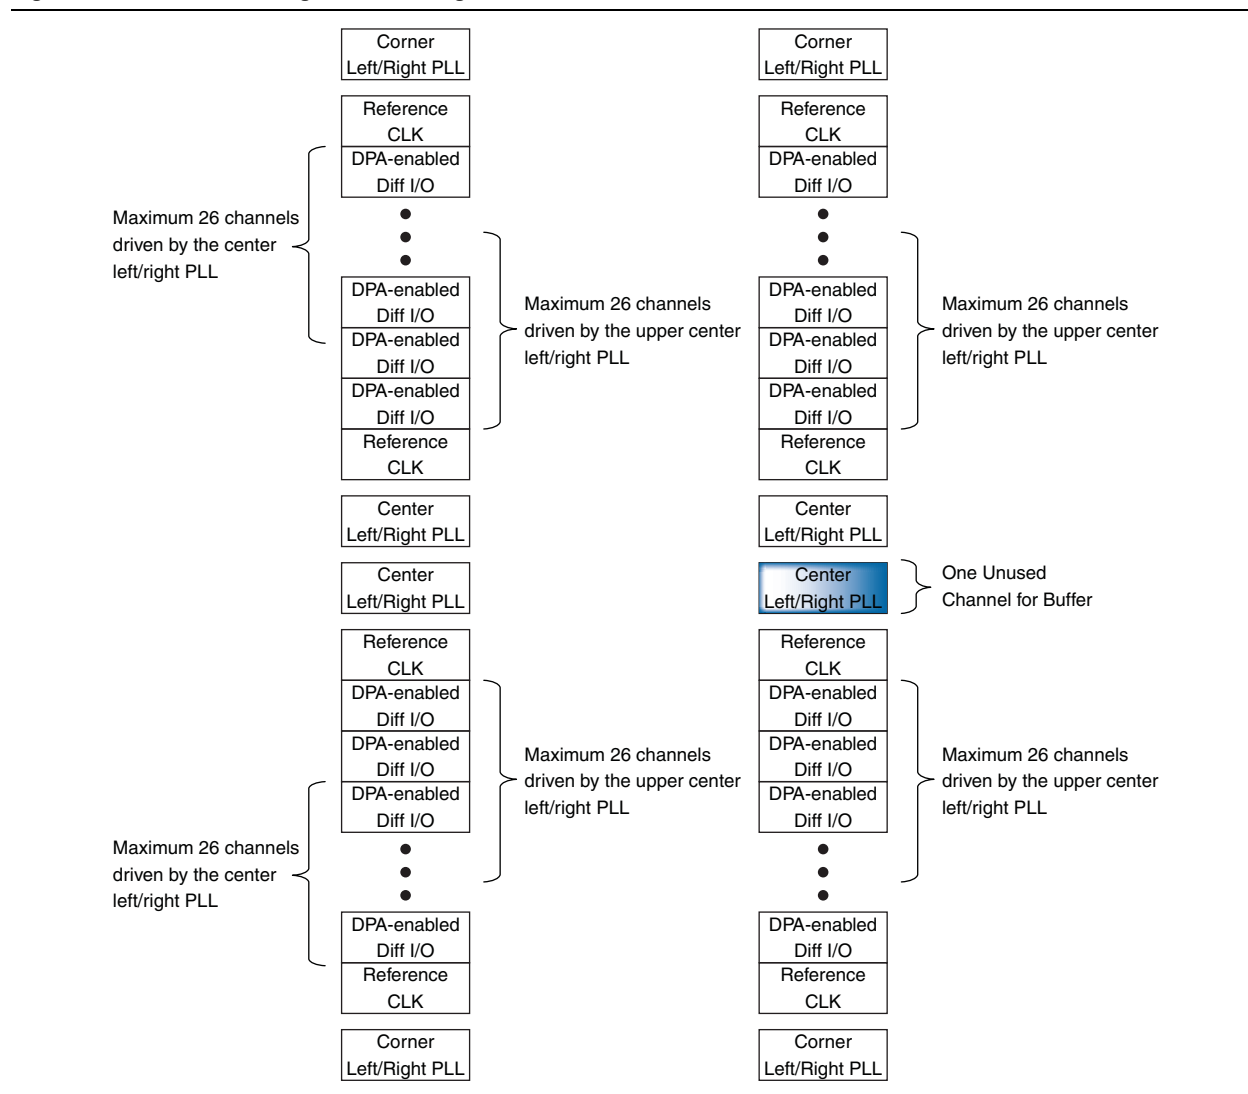 Corner
Left/Right PLL
Reference
CLK
DPA-enabled
Diff I/O
Maximum 26 channels
driven by the center
left/right PLL
DPA-enabled
Diff I/O
DPA-enabled
Diff I/O
DPA-enabled
Diff I/O
Maximum 26 channels
driven by the upper center
left/right PLL
Reference
CLK
Center
Left/Right PLL
Center
Left/Right PLL
Reference
CLK
DPA-enabled
Diff I/O
DPA-enabled
Diff I/O
DPA-enabled
Diff I/O
Maximum 26 channels
driven by the upper center
left/right PLL
Maximum 26 channels
driven by the center
left/right PLL
DPA-enabled
Diff I/O
Reference
CLK
Corner
Left/Right PLL
Corner
Left/Right PLL
Reference
CLK
DPA-enabled
Diff I/O
DPA-enabled
Diff I/O
DPA-enabled
Diff I/O
DPA-enabled
Diff I/O
Maximum 26 channels
driven by the upper center
left/right PLL
Reference
CLK
Center
Left/Right PLL
Center
Left/Right PLL
One Unused
Channel for Buffer
Reference
CLK
DPA-enabled
Diff I/O
DPA-enabled
Diff I/O
DPA-enabled
Diff I/O
Maximum 26 channels
driven by the upper center
left/right PLL
DPA-enabled
Diff I/O
Reference
CLK
Corner
Left/Right PLL